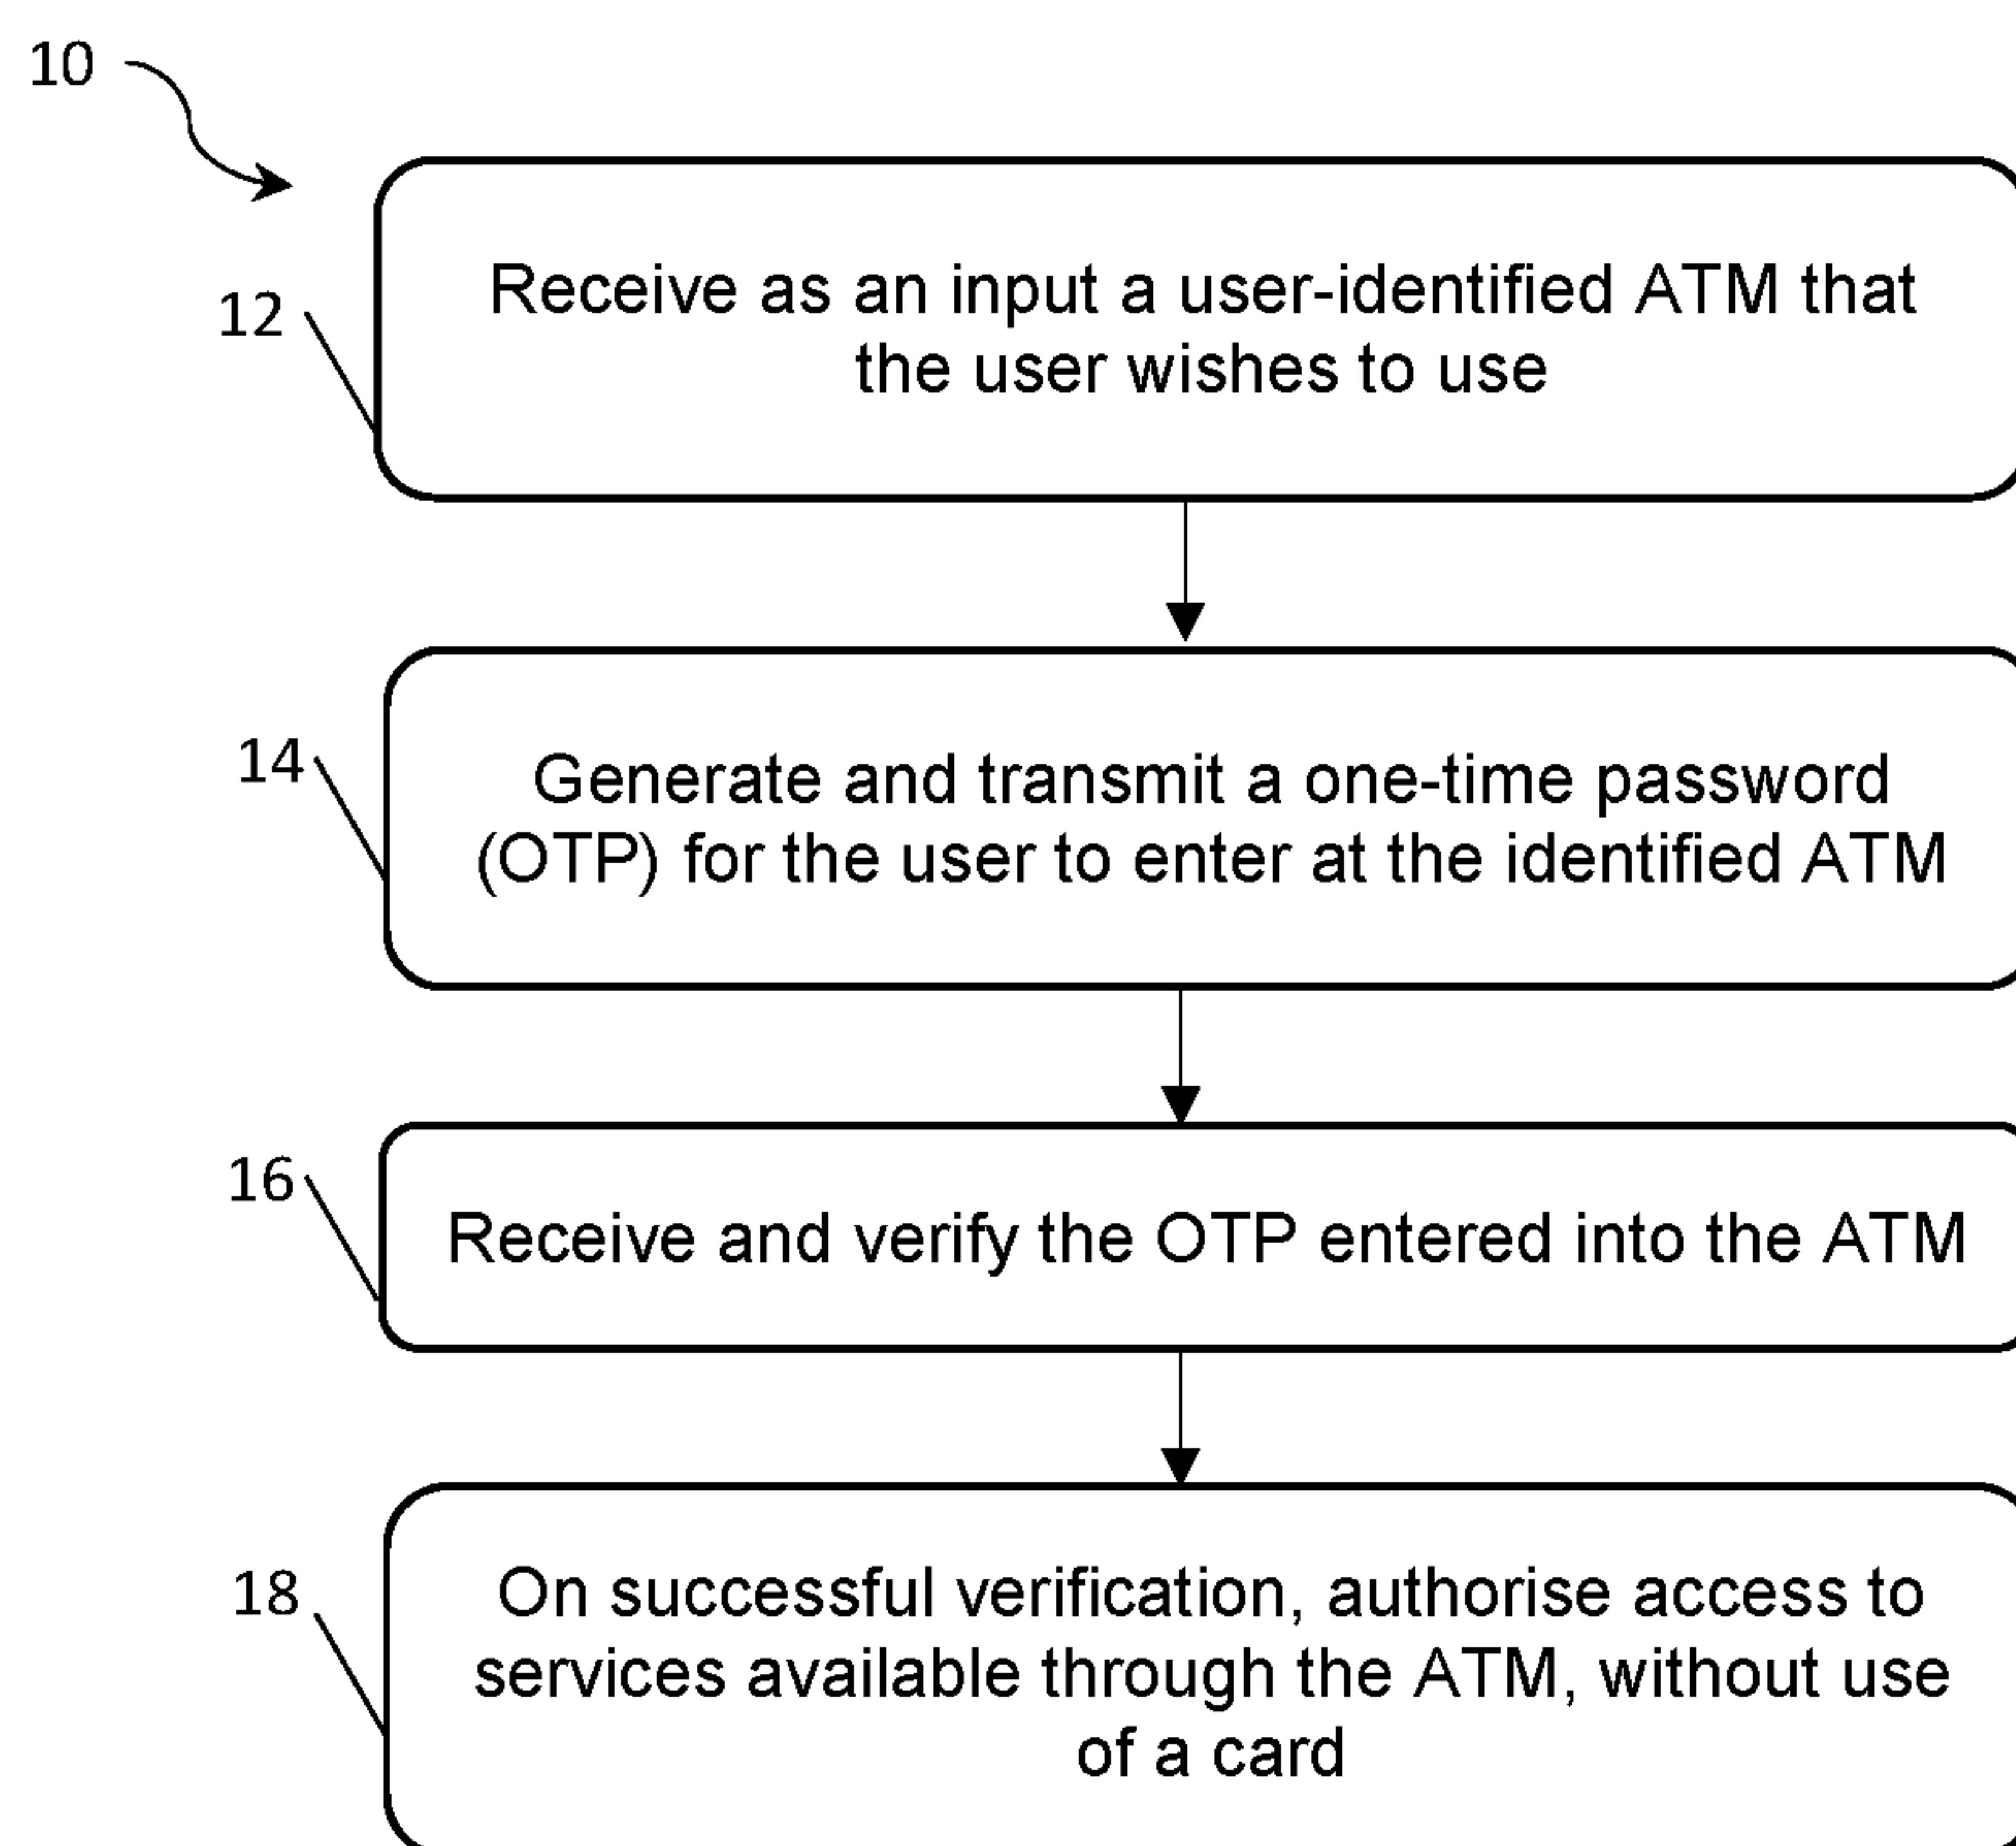 10
12
Receive as an input a user-identified ATM that
the user wishes to use
14
Generate and transmit a one-time password
(OTP) for the user to enter at the identified ATM
16
Receive and verify the OTP entered into the ATM
18
On successful verification, authorise access to
services available through the ATM, without use
of a card